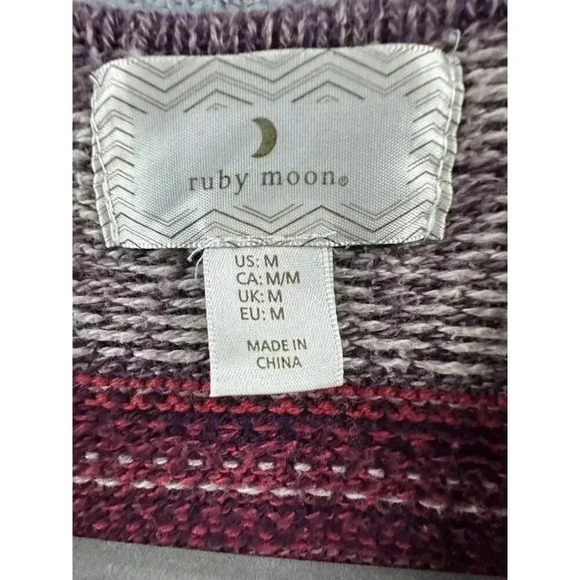 ruby moon®
US: M
CA: M/M
UK: M
EU: M
MADE IN
CHINA